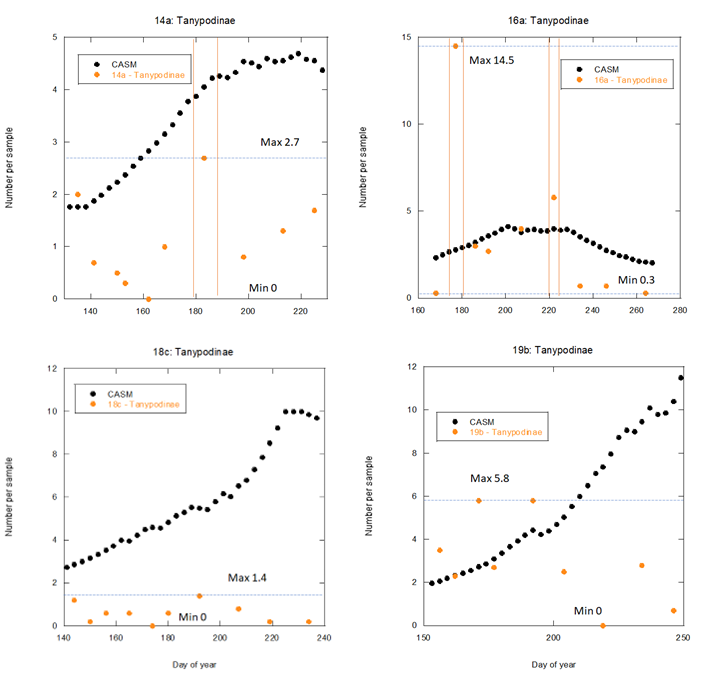 14a: Tanypodinae
5
4
3
2
1
0
Number per sample
CASM
14a - Tanypodinae
Max 2.7
Min 0
140 160 180 200 220
16a: Tanypodinae
15
10
5
0
Number per sample
Max 14.5
CASM
16a - Tanypodinae
Min 0.3
160 180 200 220 240 260 280
18c: Tanypodinae
12
10
8
6
4
2
0
Number per sample
CASM
18c - Tanypodinae
Max 1.4
Min 0
140 160 180 200 220 240
Day of year
19b: Tanypodinae
12
10
8
6
4
2
0
Number per sample
CASM
19b - Tanypodinae
Max 5.8
Min 0
150 200 250
Day of year